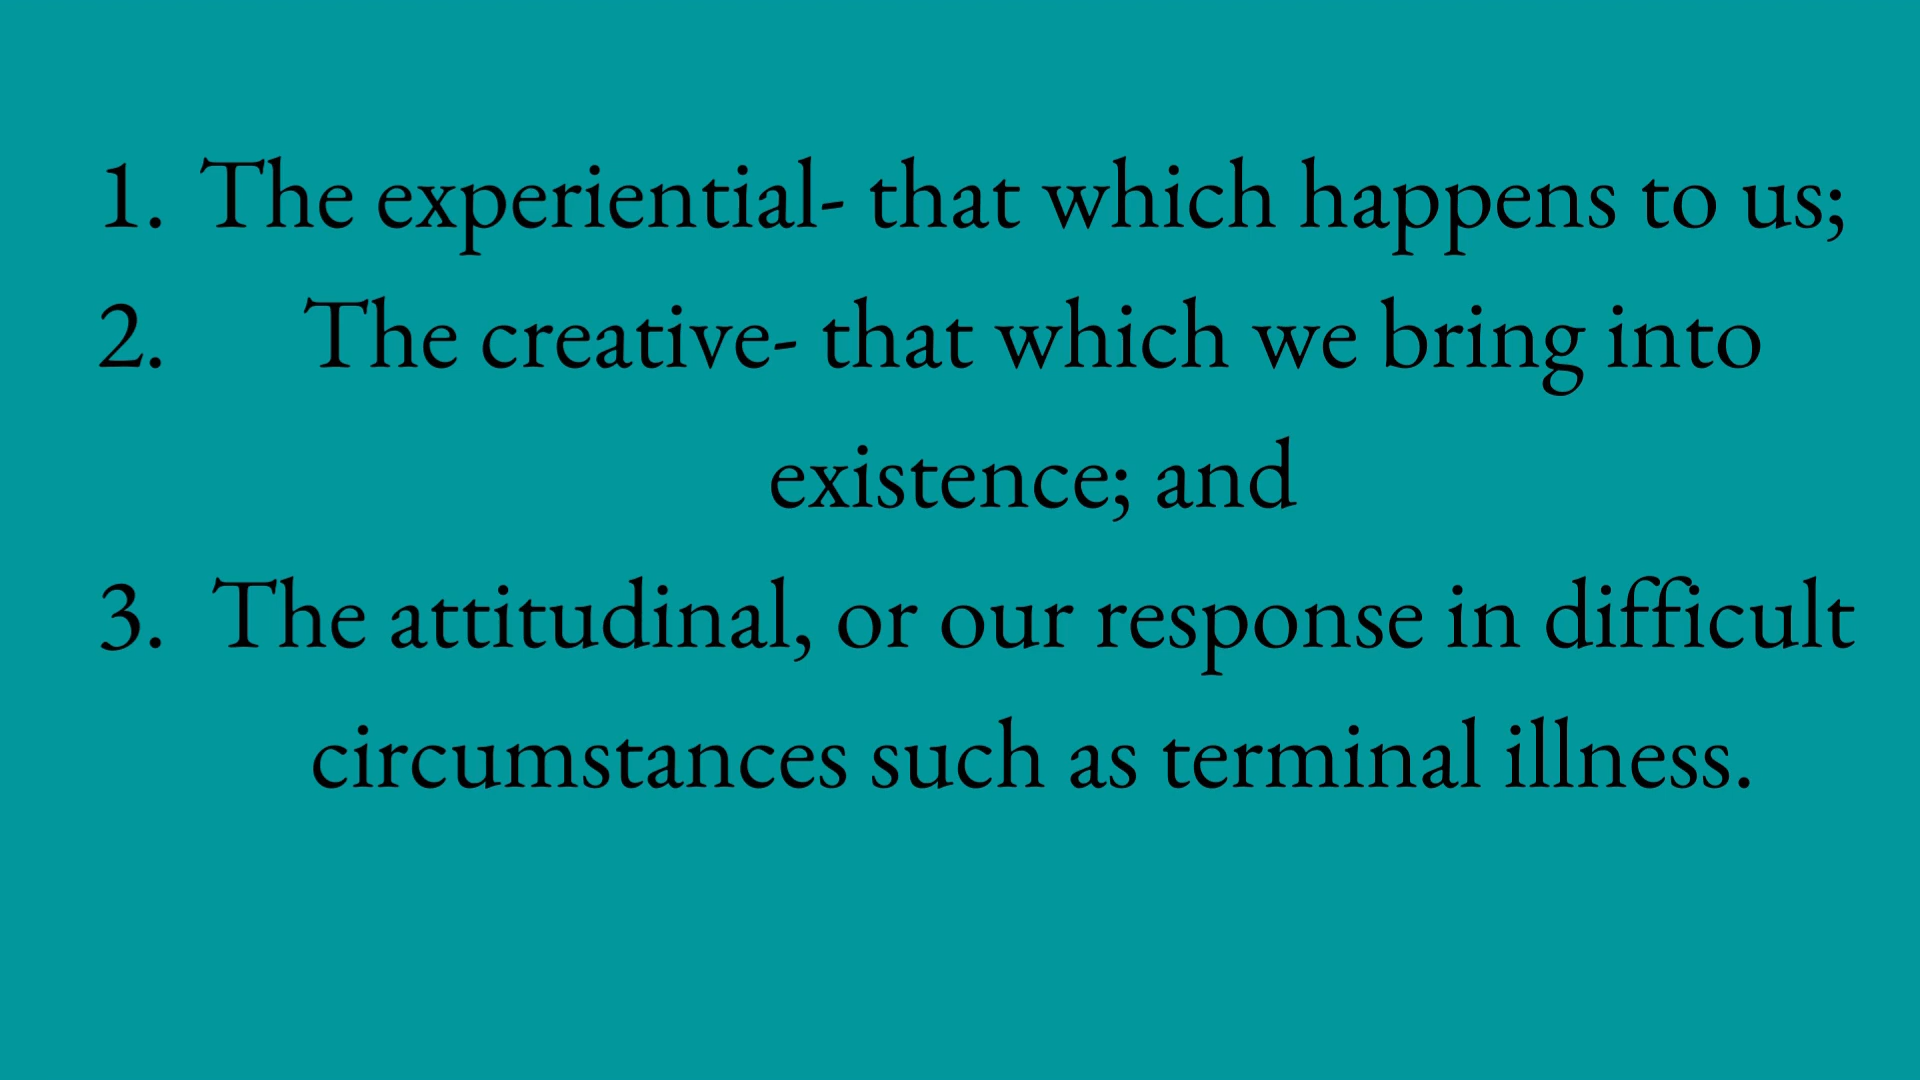 1. The experiential- that which happens to us;
2. The creative- that which we bring into
existence; and
3. The attitudinal, or our response in difficult
circumstances such as terminal illness.